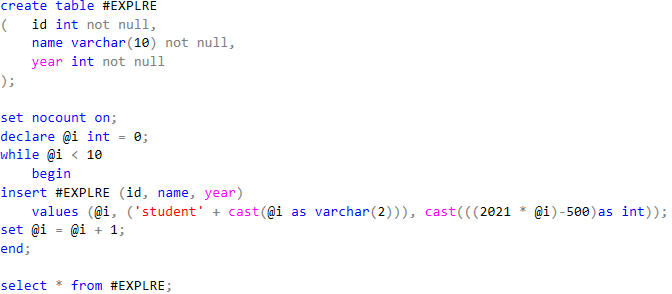 create table #EXPLRE
(   id int not null,
    name varchar(10) not null,
    year int not null
);

set nocount on;
declare @i int = 0;
while @i < 10
    begin
insert #EXPLRE (id, name, year)
    values (@i, ('student' + cast(@i as varchar(2))), cast(((2021 * @i)-500)as int));
set @i = @i + 1;
end;

select * from #EXPLRE;